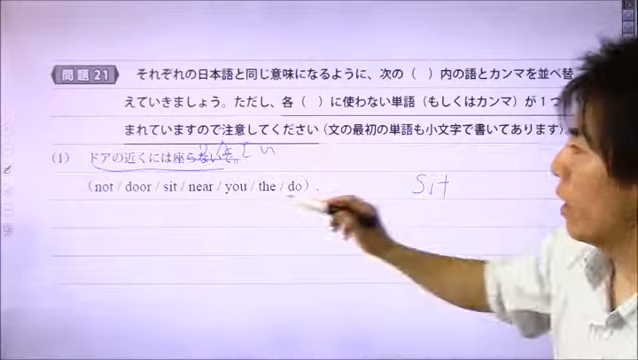 問題 21 それぞれの日本語と同じ意味になるように、次の（ ）内の語とカンマを並べ替
えていきましょう。ただし、各（ ）に使わない単語（もしくはカンマ）が１つ
まれていますので注意してください（文の最初の単語も小文字で書いてあります）
(1) ドアの近くには座らないで。
（not / door / sit / near / you / the / do）.
sit